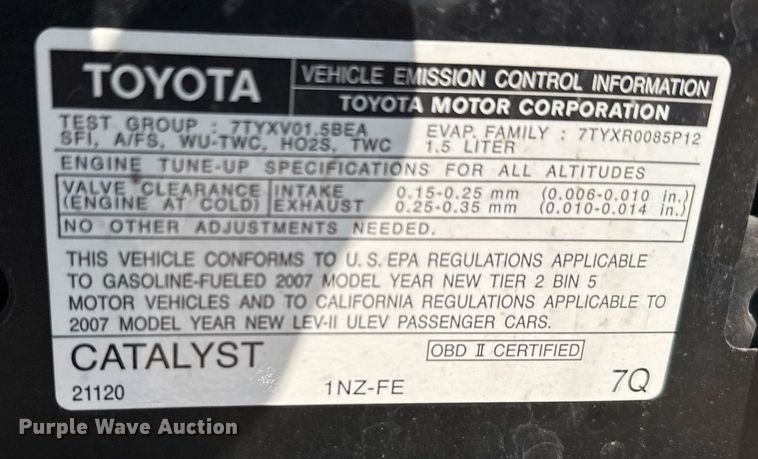 TOYOTA
VEHICLE EMISSION CONTROL INFORMATION
TOYOTA MOTOR CORPORATION
TEST GROUP : 7TYXV01.5BEA EVAP. FAMILY : 7TYXR0085P12
SFI, A/FS, WU-TWC, HO2S, TWC 1.5 LITER
ENGINE TUNE-UP SPECIFICATIONS FOR ALL ALTITUDES
VALVE CLEARANCE INTAKE 0.15-0.25 mm (0.006-0.010 in.)
(ENGINE AT COLD) EXHAUST 0.25-0.35 mm (0.010-0.014 in.)
NO OTHER ADJUSTMENTS NEEDED.
THIS VEHICLE CONFORMS TO U.S. EPA REGULATIONS APPLICABLE
TO GASOLINE-FUELED 2007 MODEL YEAR NEW TIER 2 BIN 5
MOTOR VEHICLES AND TO CALIFORNIA REGULATIONS APPLICABLE TO
2007 MODEL YEAR NEW LEV-II ULEV PASSENGER CARS.
CATALYST OBD II CERTIFIED
21120 1NZ-FE 7Q
Purple Wave Auction